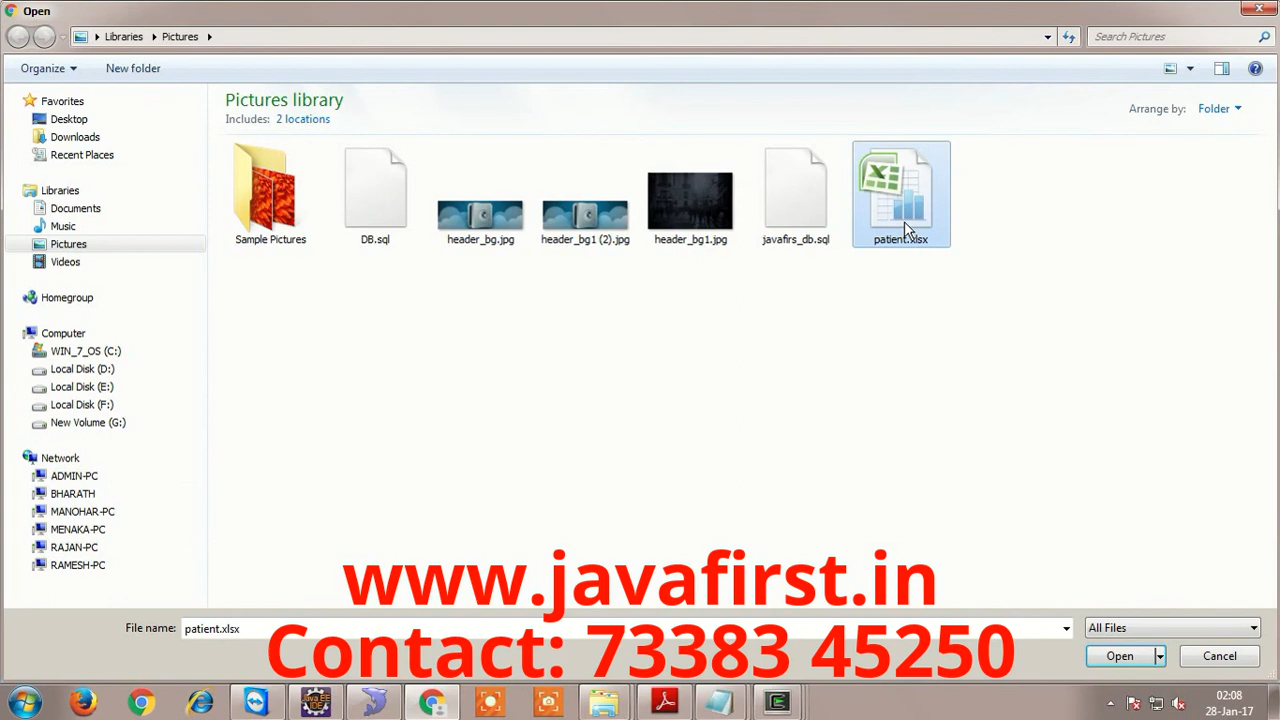 Open
Libraries
Pictures
Search Pictures
Organize
New folder
Favorites
Desktop
Downloads
Recent Places
Libraries
Documents
Music
Pictures
Videos
Homegroup
Computer
WIN_7_OS (C:)
Local Disk (D:)
Local Disk (E:)
Local Disk (F:)
New Volume (G:)
Network
ADMIN-PC
BHARATH
MANOHAR-PC
MENAKA-PC
RAJAN-PC
RAMESH-PC
Pictures library
Includes: 2 locations
Arrange by: Folder
Sample Pictures
DB.sql
header_bg.jpg
header_bg1 (2).jpg
header_bg1.jpg
javafirs_db.sql
patient.xlsx
www.javafirst.in
File name: patient.xlsx
All Files
Contact: 73383 45250
Open
Cancel
Java EE
IDE
02:08
28-Jan-17